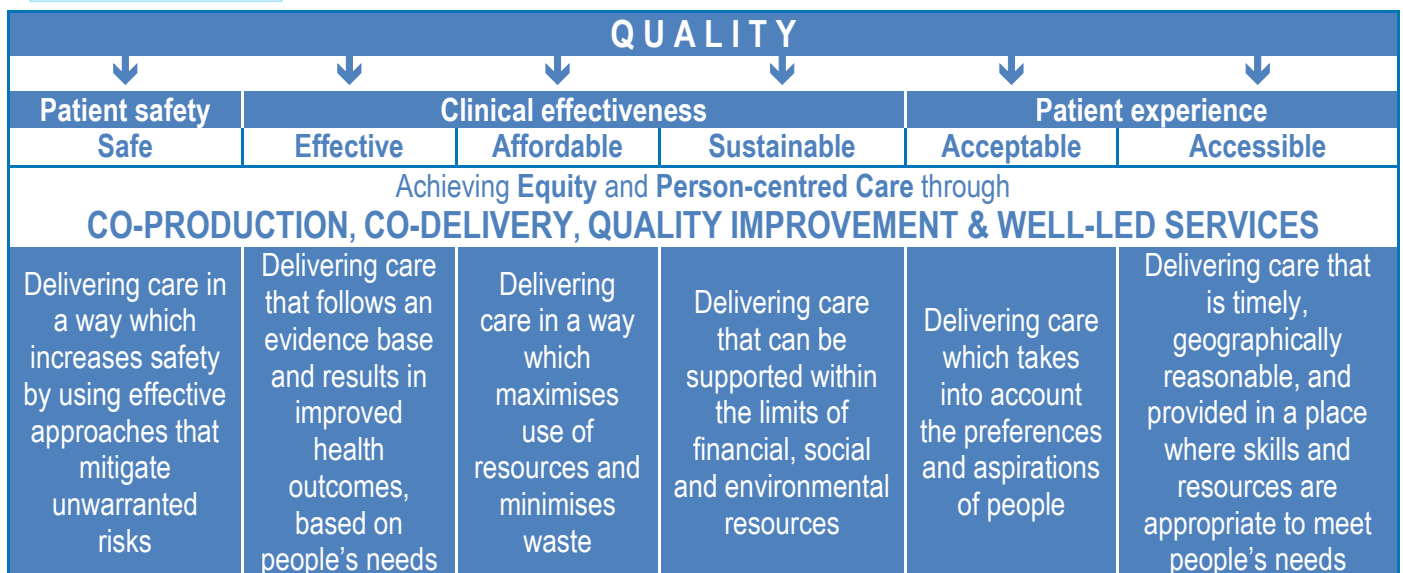 QUALITY
Patient safety
Clinical effectiveness
Patient experience
Safe
Effective
Affordable
Sustainable
Acceptable
Accessible
Achieving Equity and Person-centred Care through
CO-PRODUCTION, CO-DELIVERY, QUALITY IMPROVEMENT & WELL-LED SERVICES
Delivering care in
a way which
increases safety
by using effective
approaches that
mitigate
unwarranted
risks
Delivering care
that follows an
evidence base
and results in
improved
health
outcomes,
based on
people’s needs
Delivering
care in a way
which
maximises
use of
resources and
minimises
waste
Delivering care
that can be
supported within
the limits of
financial, social
and environmental
resources
Delivering care
which takes
into account
the preferences
and aspirations
of people
Delivering care that
is timely,
geographically
reasonable, and
provided in a place
where skills and
resources are
appropriate to meet
people’s needs